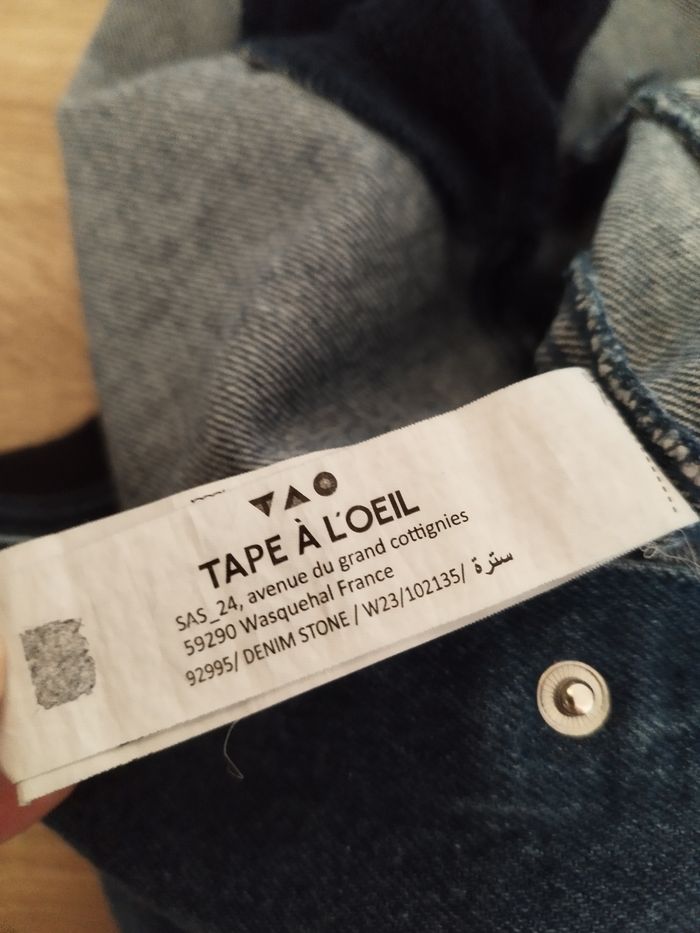 TAPE À L'OEIL
SAS_24, avenue du grand cottignies
59290 Wasquehal France
92995/ DENIM STONE / W23/102135/ سترة